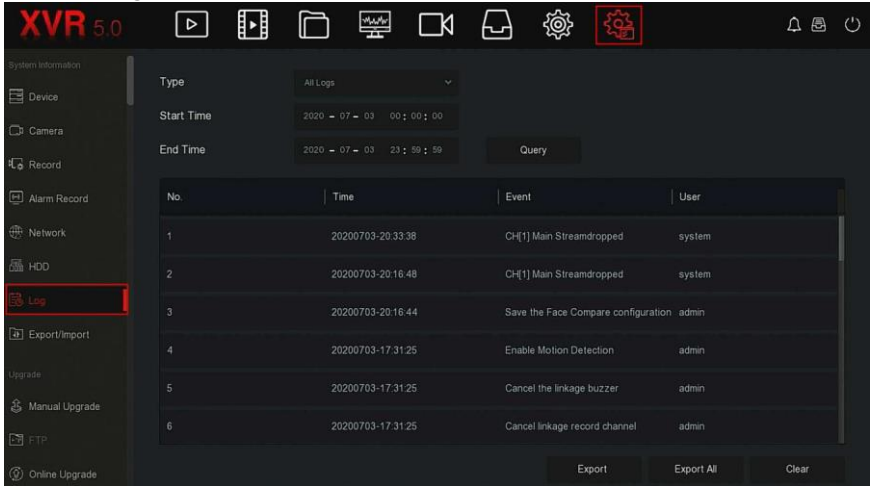 XVR 5.0
System Information
Device
Camera
Record
Alarm Record
Network
HDD
Log
Export/Import
Upgrade
Manual Upgrade
FTP
Online Upgrade
Type All Logs
Start Time 2020 - 07 - 03 00 : 00 : 00
End Time 2020 - 07 - 03 23 : 59 : 59 Query
No. Time Event User
1 20200703-20:33:38 CH[1] Main Streamdropped system
2 20200703-20:16:48 CH[1] Main Streamdropped system
3 20200703-20:16:44 Save the Face Compare configuration admin
4 20200703-17:31:25 Enable Motion Detection admin
5 20200703-17:31:25 Cancel the linkage buzzer admin
6 20200703-17:31:25 Cancel linkage record channel admin
Export Export All Clear